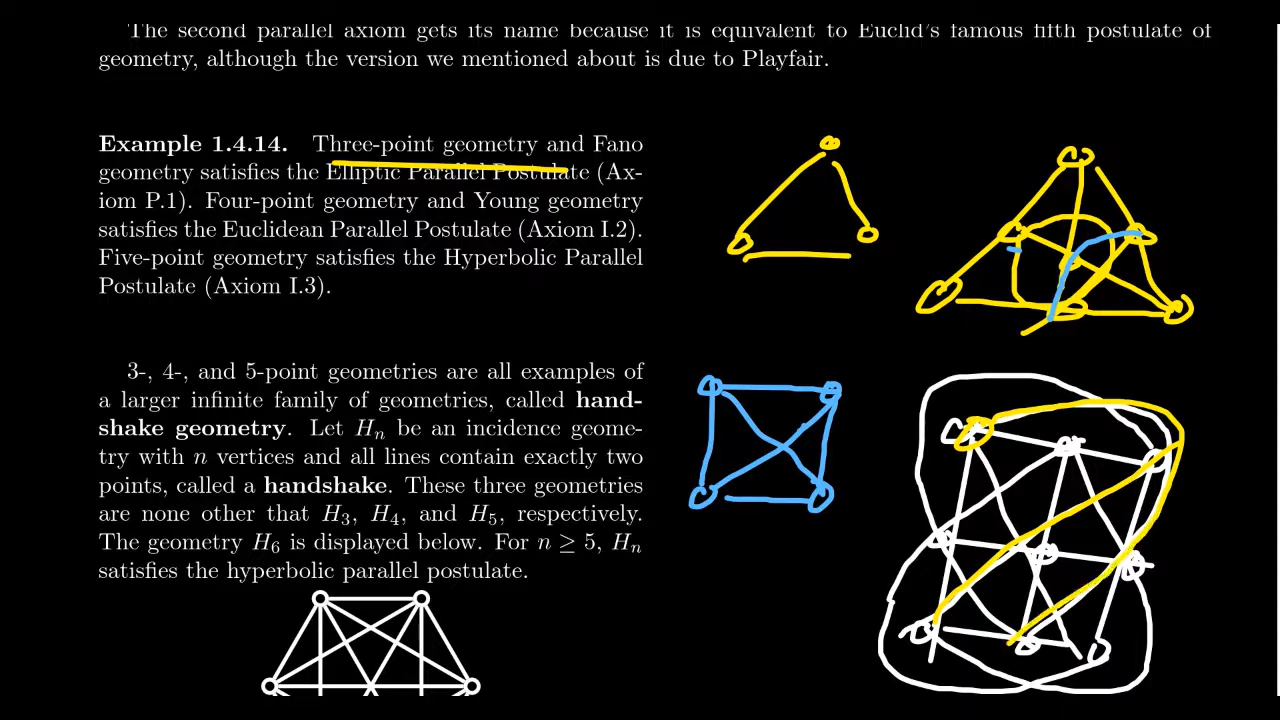 The second parallel axiom gets its name because it is equivalent to Euclid's famous fifth postulate of
geometry, although the version we mentioned about is due to Playfair.
Example 1.4.14. Three-point geometry and Fano
geometry satisfies the Elliptic Parallel Postulate (Ax-
iom P.1). Four-point geometry and Young geometry
satisfies the Euclidean Parallel Postulate (Axiom I.2).
Five-point geometry satisfies the Hyperbolic Parallel
Postulate (Axiom I.3).
3-, 4-, and 5-point geometries are all examples of
a larger infinite family of geometries, called hand-
shake geometry. Let Hₙ be an incidence geome-
try with n vertices and all lines contain exactly two
points, called a handshake. These three geometries
are none other that H₃, H₄, and H₅, respectively.
The geometry H₆ is displayed below. For n ≥ 5, Hₙ
satisfies the hyperbolic parallel postulate.